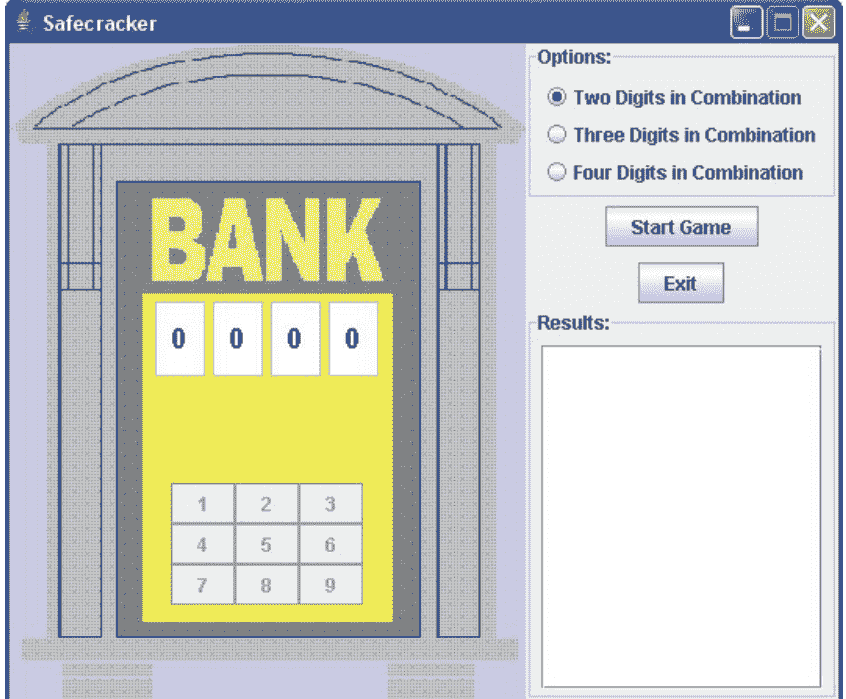 Safecracker
BANK
0 0 0 0
1 2 3
4 5 6
7 8 9
Options:
Two Digits in Combination
Three Digits in Combination
Four Digits in Combination
Start Game
Exit
Results: